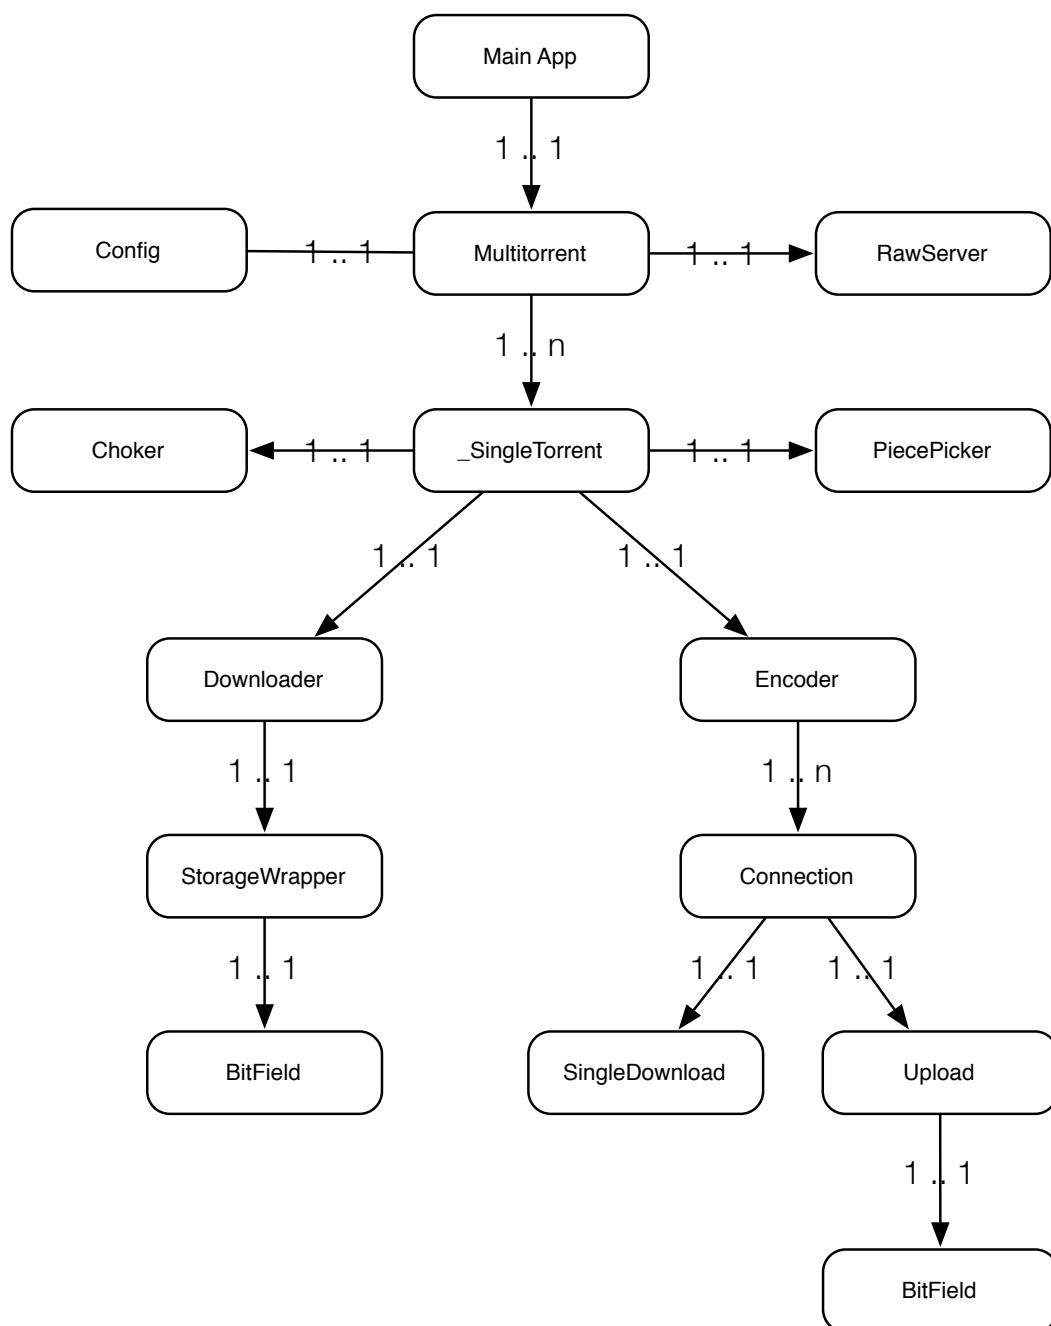 Main App
1 .. 1
Config
1 .. 1
Multitorrent
1 .. 1
RawServer
1 .. n
Choker
1 .. 1
_SingleTorrent
1 .. 1
PiecePicker
1 .. 1
1 .. 1
Downloader
Encoder
1 .. 1
1 .. n
StorageWrapper
Connection
1 .. 1
1 .. 1
1 .. 1
BitField
SingleDownload
Upload
1 .. 1
BitField